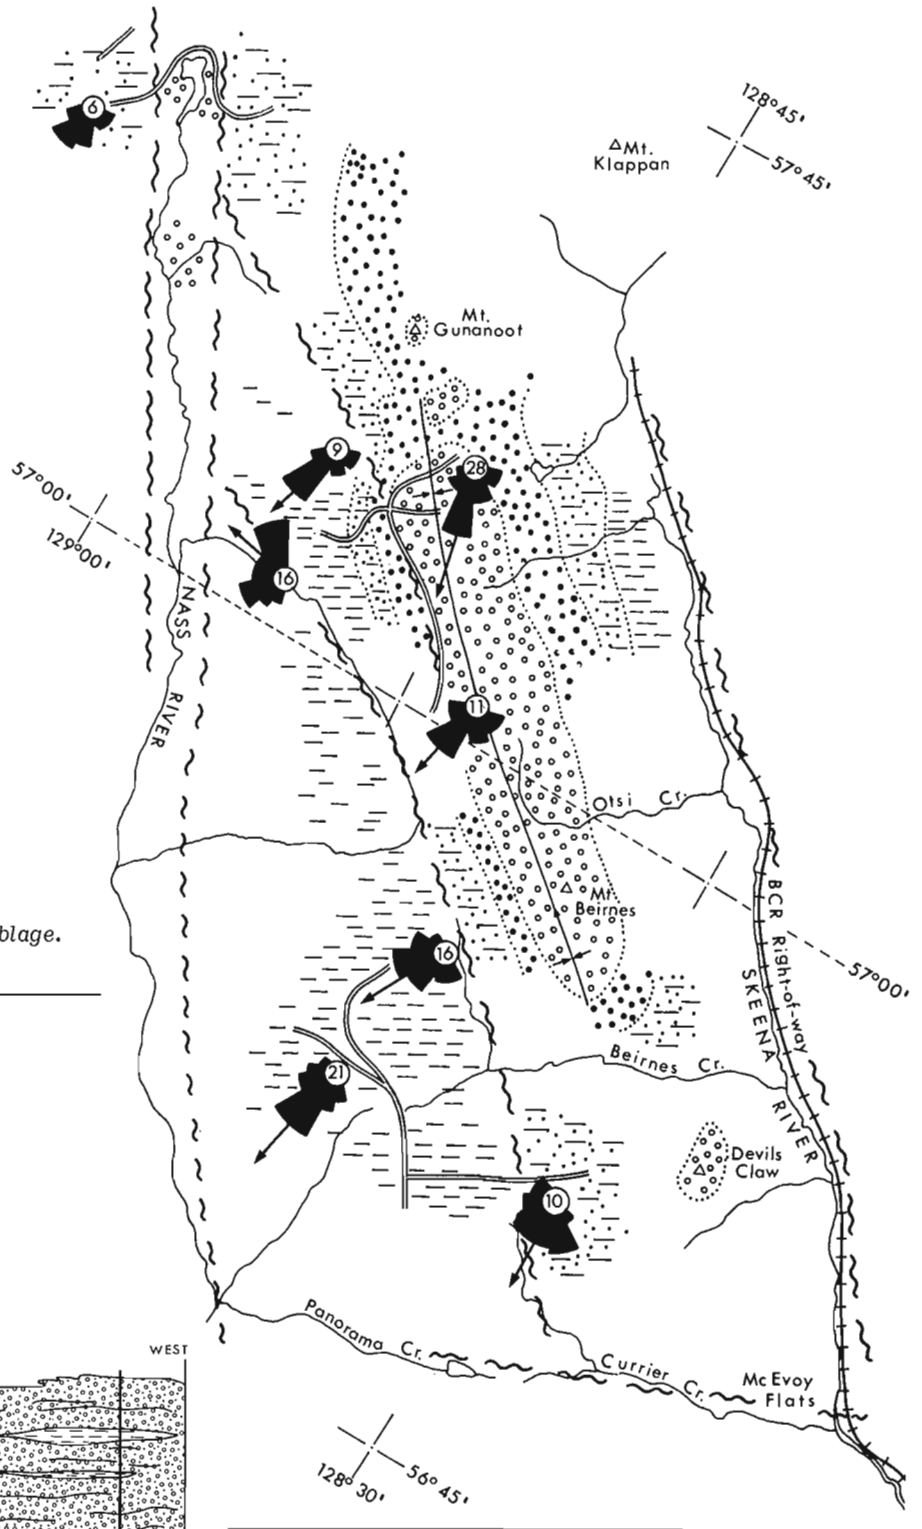 128°45'
57°45'
Mt.
Klappan
6
Mt.
Gunanoot
9
28
57°00'
129°00'
16
NASS
RIVER
11
Otsi Cr.
Mt.
Beirnes
blage.
16
57°00'
BCR Right-of-way
SKEENA
RIVER
Beirnes Cr.
21
Devils
Claw
10
Panorama Cr.
Currier Cr.
McEvoy
Flats
WEST
128°30'
56°45'